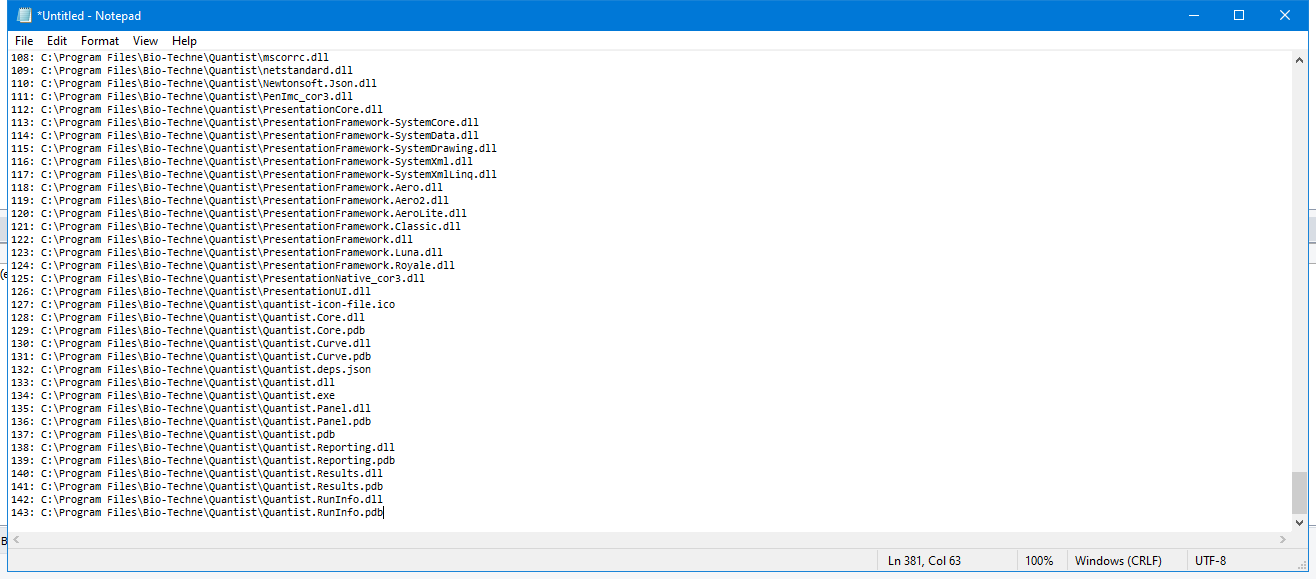 *Untitled - Notepad
File Edit Format View Help
108: C:\Program Files\Bio-Techne\Quantist\mscorrc.dll
109: C:\Program Files\Bio-Techne\Quantist\netstandard.dll
110: C:\Program Files\Bio-Techne\Quantist\Newtonsoft.Json.dll
111: C:\Program Files\Bio-Techne\Quantist\PenImc_cor3.dll
112: C:\Program Files\Bio-Techne\Quantist\PresentationCore.dll
113: C:\Program Files\Bio-Techne\Quantist\PresentationFramework-SystemCore.dll
114: C:\Program Files\Bio-Techne\Quantist\PresentationFramework-SystemData.dll
115: C:\Program Files\Bio-Techne\Quantist\PresentationFramework-SystemDrawing.dll
116: C:\Program Files\Bio-Techne\Quantist\PresentationFramework-SystemXml.dll
117: C:\Program Files\Bio-Techne\Quantist\PresentationFramework-SystemXmlLinq.dll
118: C:\Program Files\Bio-Techne\Quantist\PresentationFramework.Aero.dll
119: C:\Program Files\Bio-Techne\Quantist\PresentationFramework.Aero2.dll
120: C:\Program Files\Bio-Techne\Quantist\PresentationFramework.AeroLite.dll
121: C:\Program Files\Bio-Techne\Quantist\PresentationFramework.Classic.dll
122: C:\Program Files\Bio-Techne\Quantist\PresentationFramework.dll
123: C:\Program Files\Bio-Techne\Quantist\PresentationFramework.Luna.dll
124: C:\Program Files\Bio-Techne\Quantist\PresentationFramework.Royale.dll
125: C:\Program Files\Bio-Techne\Quantist\PresentationNative_cor3.dll
126: C:\Program Files\Bio-Techne\Quantist\PresentationUI.dll
127: C:\Program Files\Bio-Techne\Quantist\quantist-icon-file.ico
128: C:\Program Files\Bio-Techne\Quantist\Quantist.Core.dll
129: C:\Program Files\Bio-Techne\Quantist\Quantist.Core.pdb
130: C:\Program Files\Bio-Techne\Quantist\Quantist.Curve.dll
131: C:\Program Files\Bio-Techne\Quantist\Quantist.Curve.pdb
132: C:\Program Files\Bio-Techne\Quantist\Quantist.deps.json
133: C:\Program Files\Bio-Techne\Quantist\Quantist.dll
134: C:\Program Files\Bio-Techne\Quantist\Quantist.exe
135: C:\Program Files\Bio-Techne\Quantist\Quantist.Panel.dll
136: C:\Program Files\Bio-Techne\Quantist\Quantist.Panel.pdb
137: C:\Program Files\Bio-Techne\Quantist\Quantist.pdb
138: C:\Program Files\Bio-Techne\Quantist\Quantist.Reporting.dll
139: C:\Program Files\Bio-Techne\Quantist\Quantist.Reporting.pdb
140: C:\Program Files\Bio-Techne\Quantist\Quantist.Results.dll
141: C:\Program Files\Bio-Techne\Quantist\Quantist.Results.pdb
142: C:\Program Files\Bio-Techne\Quantist\Quantist.RunInfo.dll
143: C:\Program Files\Bio-Techne\Quantist\Quantist.RunInfo.pdb
Ln 381, Col 63 100% Windows (CRLF) UTF-8